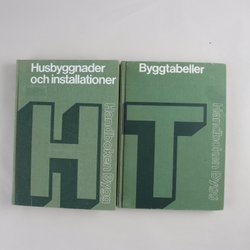 Husbyggnader
och installationer
Handboken Bygg
H
Byggtabeller
Handboken Bygg
T